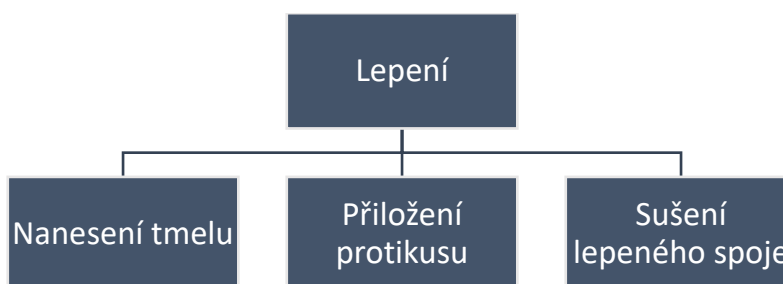 Lepení
Nanesení tmelu
Přiložení
protikusu
Sušení
lepeného spoje